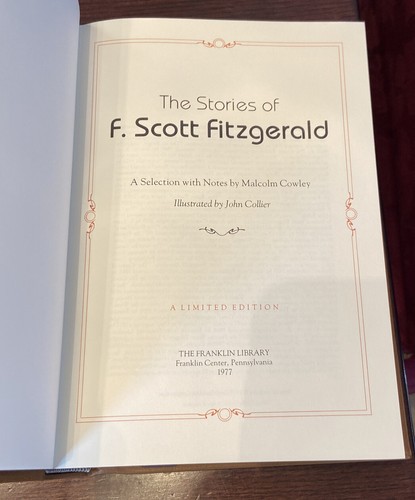 The Stories of
F. Scott Fitzgerald
A Selection with Notes by Malcolm Cowley
Illustrated by John Collier
A LIMITED EDITION
THE FRANKLIN LIBRARY
Franklin Center, Pennsylvania
1977